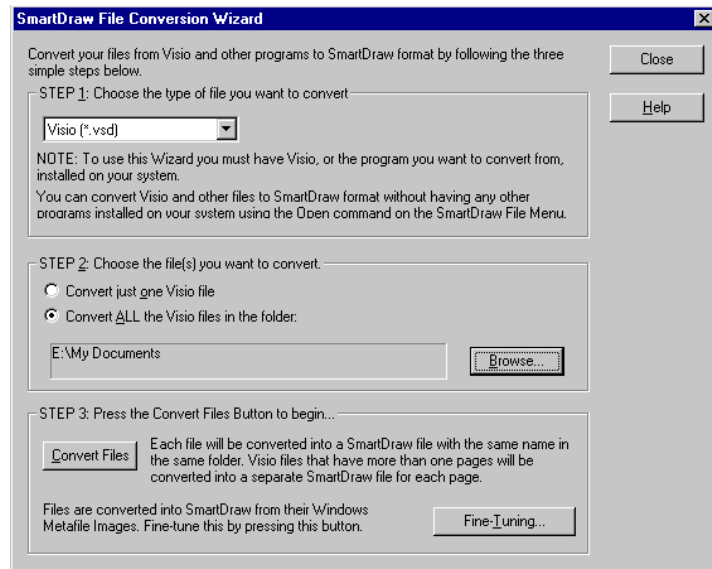 SmartDraw File Conversion Wizard
Convert your files from Visio and other programs to SmartDraw format by following the three
simple steps below.
Close
Help
STEP 1: Choose the type of file you want to convert
Visio (*.vsd)
NOTE: To use this Wizard you must have Visio, or the program you want to convert from,
installed on your system.
You can convert Visio and other files to SmartDraw format without having any other
programs installed on your system using the Open command on the SmartDraw File Menu.
STEP 2: Choose the file(s) you want to convert.
Convert just one Visio file
Convert ALL the Visio files in the folder:
E:\My Documents
Browse...
STEP 3: Press the Convert Files Button to begin...
Convert Files
Each file will be converted into a SmartDraw file with the same name in
the same folder. Visio files that have more than one pages will be
converted into a separate SmartDraw file for each page.
Files are converted into SmartDraw from their Windows
Metafile Images. Fine-tune this by pressing this button.
Fine-Tuning...